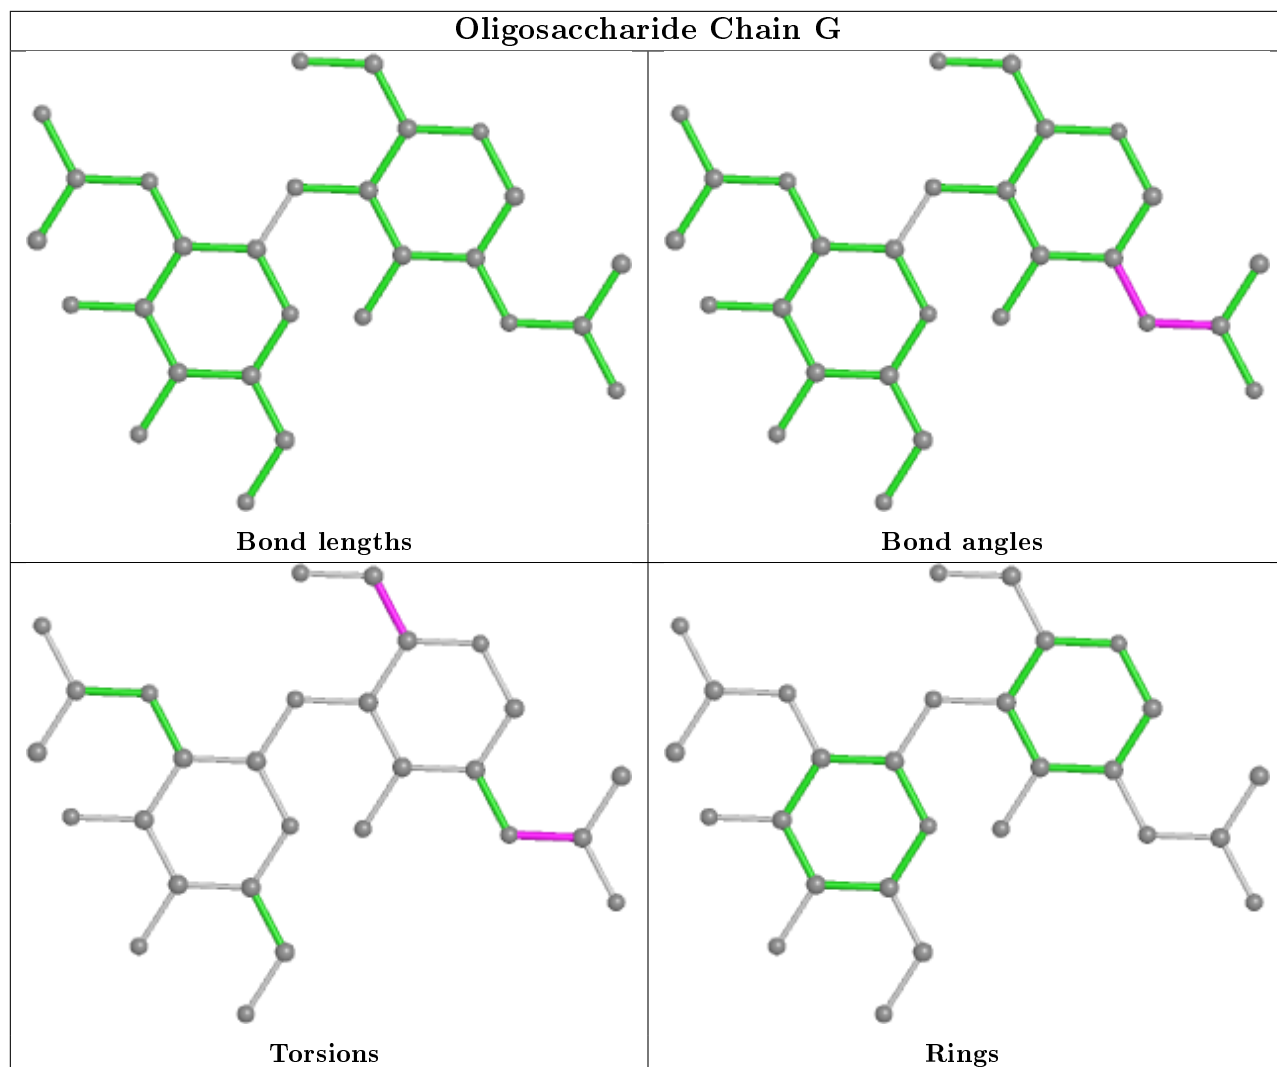 Oligosaccharide Chain G
Bond lengths
Bond angles
Torsions
Rings